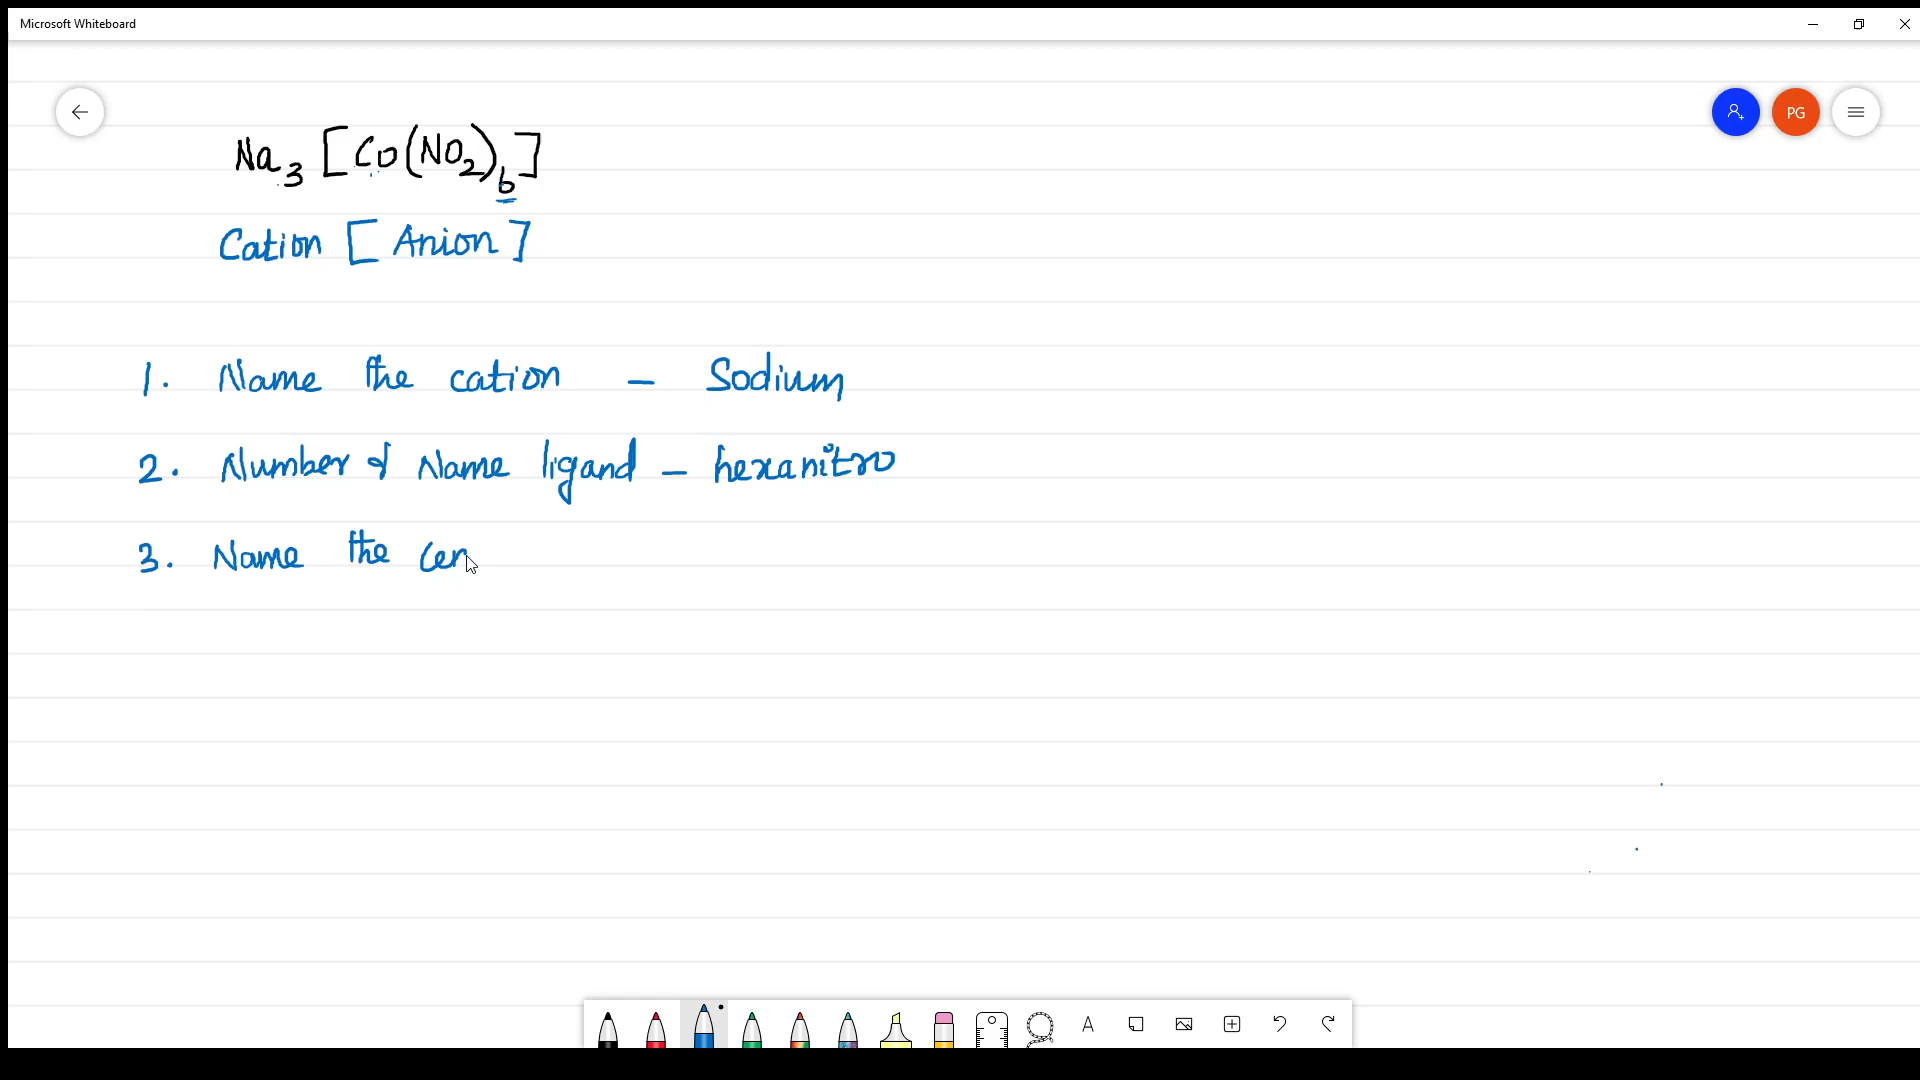 Microsoft Whiteboard
PG
Na3 [Co(NO2)6]
Cation [Anion]
1. Name the cation – Sodium
2. Number & Name ligand – hexanitro
3. Name the cen